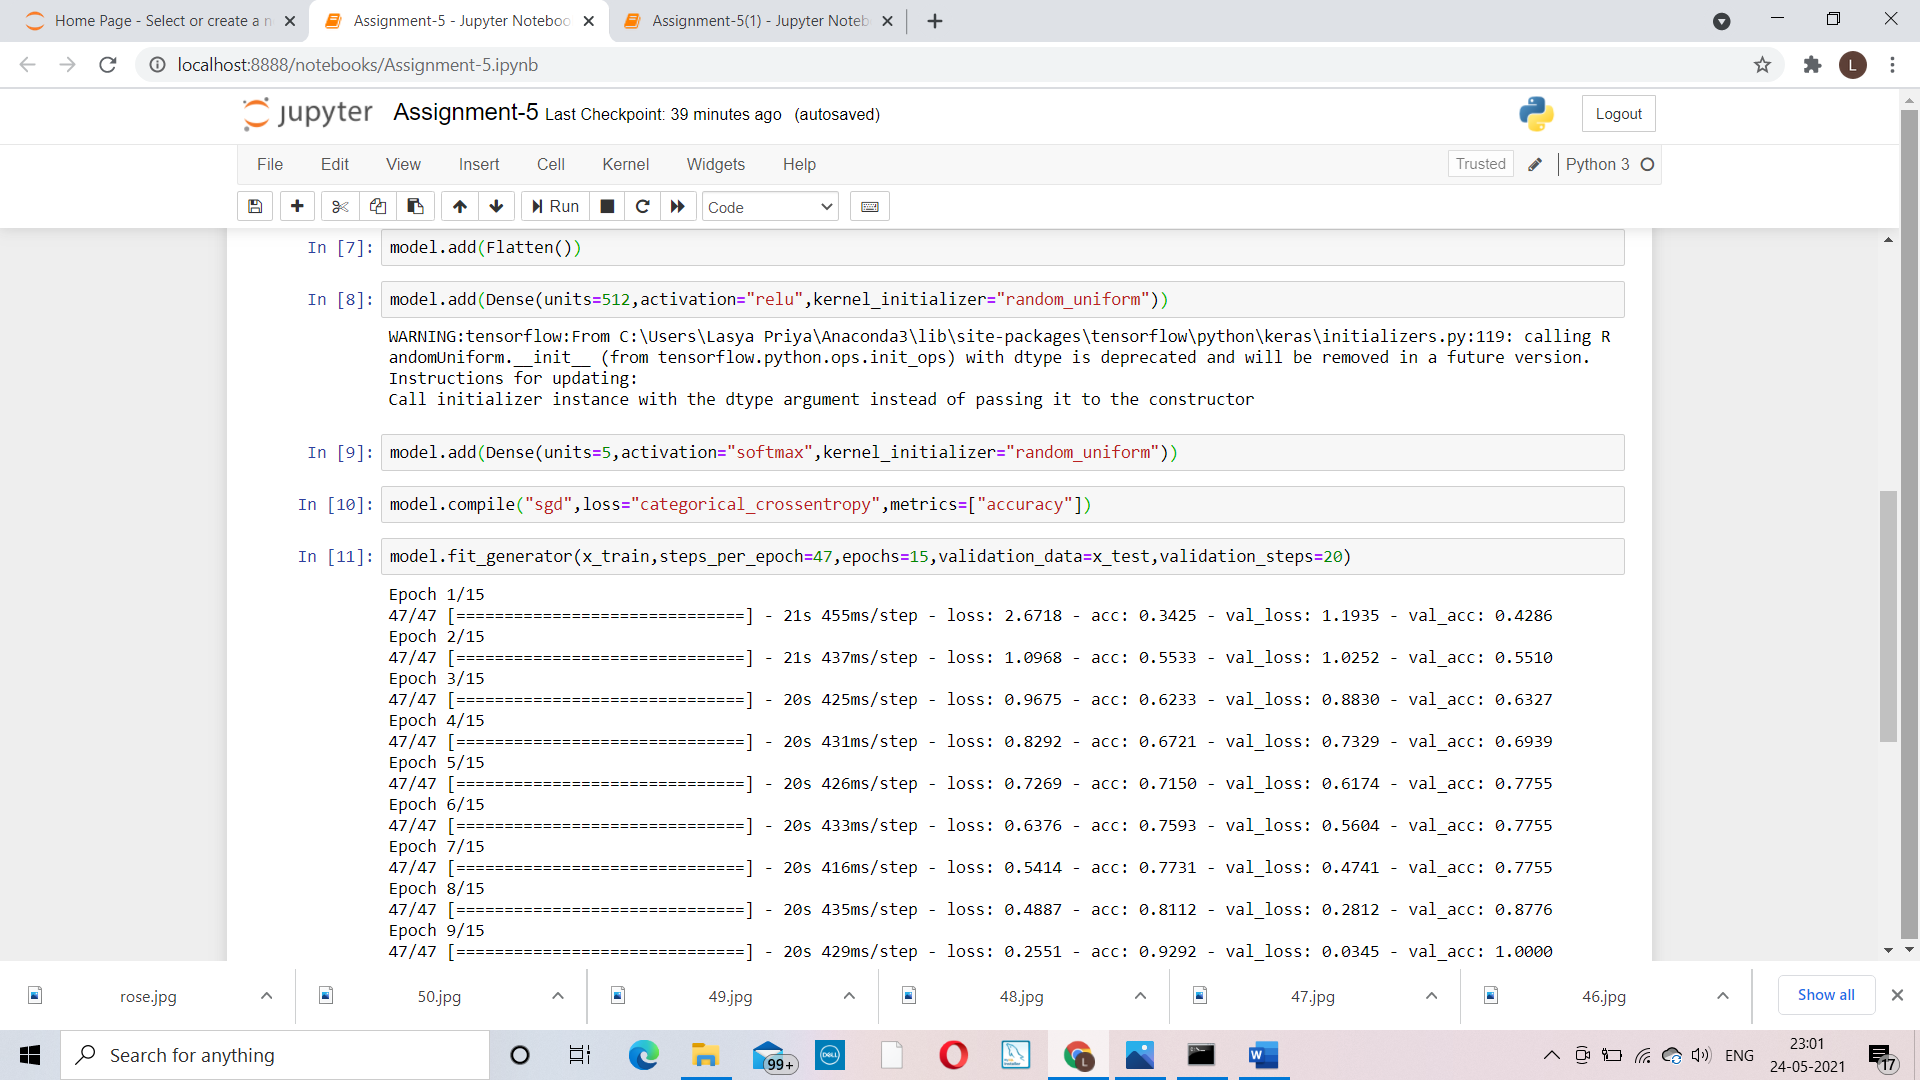 Home Page - Select or create a n
Assignment-5 - Jupyter Noteboo
Assignment-5(1) - Jupyter Noteb
localhost:8888/notebooks/Assignment-5.ipynb
L
jupyter Assignment-5 Last Checkpoint: 39 minutes ago (autosaved)
Logout
File Edit View Insert Cell Kernel Widgets Help
Trusted Python 3
Run Code
In [7]: model.add(Flatten())
In [8]: model.add(Dense(units=512,activation="relu",kernel_initializer="random_uniform"))
WARNING:tensorflow:From C:\Users\Lasya Priya\Anaconda3\lib\site-packages\tensorflow\python\keras\initializers.py:119: calling R
andomUniform.__init__ (from tensorflow.python.ops.init_ops) with dtype is deprecated and will be removed in a future version.
Instructions for updating:
Call initializer instance with the dtype argument instead of passing it to the constructor
In [9]: model.add(Dense(units=5,activation="softmax",kernel_initializer="random_uniform"))
In [10]: model.compile("sgd",loss="categorical_crossentropy",metrics=["accuracy"])
In [11]: model.fit_generator(x_train,steps_per_epoch=47,epochs=15,validation_data=x_test,validation_steps=20)
Epoch 1/15
47/47 [==============================] - 21s 455ms/step - loss: 2.6718 - acc: 0.3425 - val_loss: 1.1935 - val_acc: 0.4286
Epoch 2/15
47/47 [==============================] - 21s 437ms/step - loss: 1.0968 - acc: 0.5533 - val_loss: 1.0252 - val_acc: 0.5510
Epoch 3/15
47/47 [==============================] - 20s 425ms/step - loss: 0.9675 - acc: 0.6233 - val_loss: 0.8830 - val_acc: 0.6327
Epoch 4/15
47/47 [==============================] - 20s 431ms/step - loss: 0.8292 - acc: 0.6721 - val_loss: 0.7329 - val_acc: 0.6939
Epoch 5/15
47/47 [==============================] - 20s 426ms/step - loss: 0.7269 - acc: 0.7150 - val_loss: 0.6174 - val_acc: 0.7755
Epoch 6/15
47/47 [==============================] - 20s 433ms/step - loss: 0.6376 - acc: 0.7593 - val_loss: 0.5604 - val_acc: 0.7755
Epoch 7/15
47/47 [==============================] - 20s 416ms/step - loss: 0.5414 - acc: 0.7731 - val_loss: 0.4741 - val_acc: 0.7755
Epoch 8/15
47/47 [==============================] - 20s 435ms/step - loss: 0.4887 - acc: 0.8112 - val_loss: 0.2812 - val_acc: 0.8776
Epoch 9/15
47/47 [==============================] - 20s 429ms/step - loss: 0.2551 - acc: 0.9292 - val_loss: 0.0345 - val_acc: 1.0000
rose.jpg 50.jpg 49.jpg 48.jpg 47.jpg 46.jpg Show all
Search for anything
99+
DELL
L
W
ENG
23:01
24-05-2021
17